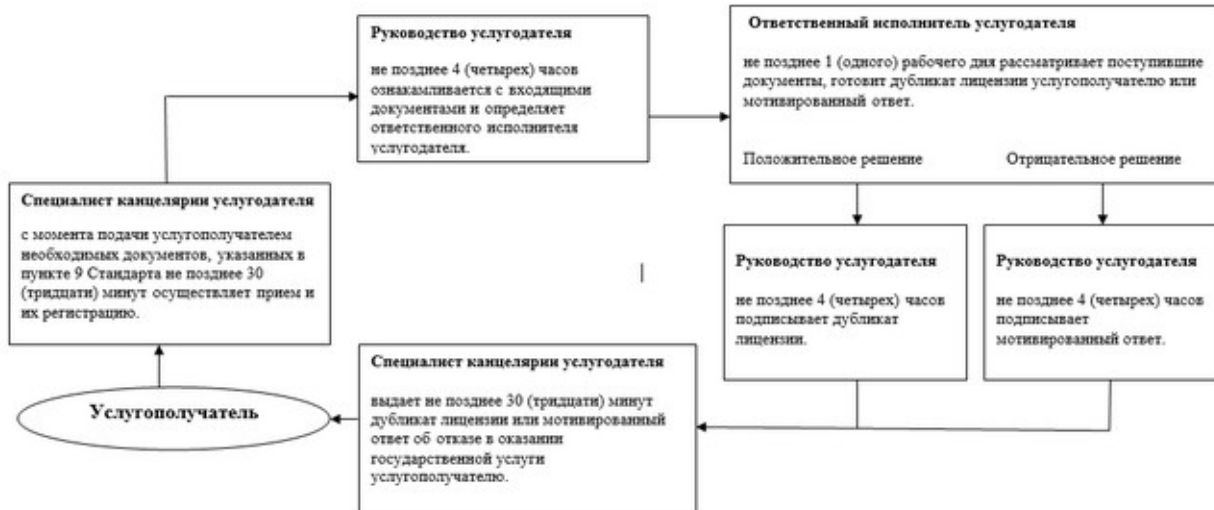 Руководство услугодателя
не позднее 4 (четырех) часов
ознакамливается с входящими
документами и определяет
ответственного исполнителя
услугодателя.
Ответственный исполнитель услугодателя
не позднее 1 (одного) рабочего дня рассматривает поступившие
документы, готовит дубликат лицензии услугополучателю или
мотивированный ответ.
Положительное решение
Отрицательное решение
Специалист канцелярии услугодателя
с момента подачи услугополучателем
необходимых документов, указанных в
пункте 9 Стандарта не позднее 30
(тридцати) минут осуществляет прием и
их регистрацию.
Руководство услугодателя
не позднее 4 (четырех) часов
подписывает дубликат
лицензии.
Руководство услугодателя
не позднее 4 (четырех) часов
подписывает
мотивированный ответ.
Специалист канцелярии услугодателя
выдает не позднее 30 (тридцати) минут
дубликат лицензии или мотивированный
ответ об отказе в оказании
государственной услуги
услугополучателю.
Услугополучатель